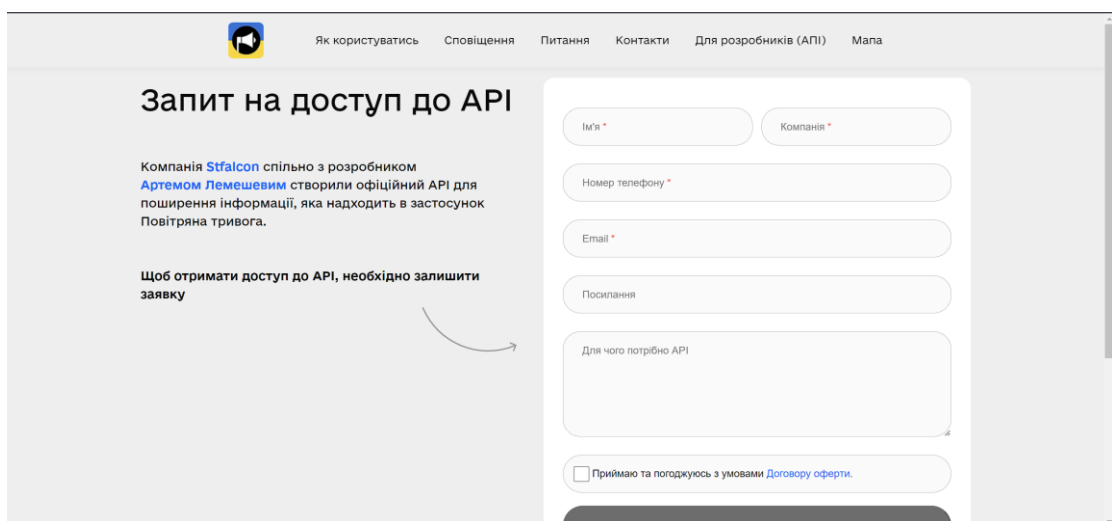 Як користуватись Сповіщення Питання Контакти Для розробників (АПІ) Мапа
Запит на доступ до API
Компанія Stfalcon спільно з розробником
Артемом Лемешевим створили офіційний API для
поширення інформації, яка надходить в застосунок
Повітряна тривога.
Щоб отримати доступ до API, необхідно залишити
заявку
Ім'я * Компанія *
Номер телефону *
Email *
Посилання
Для чого потрібно API
Приймаю та погоджуюсь з умовами Договору оферти.